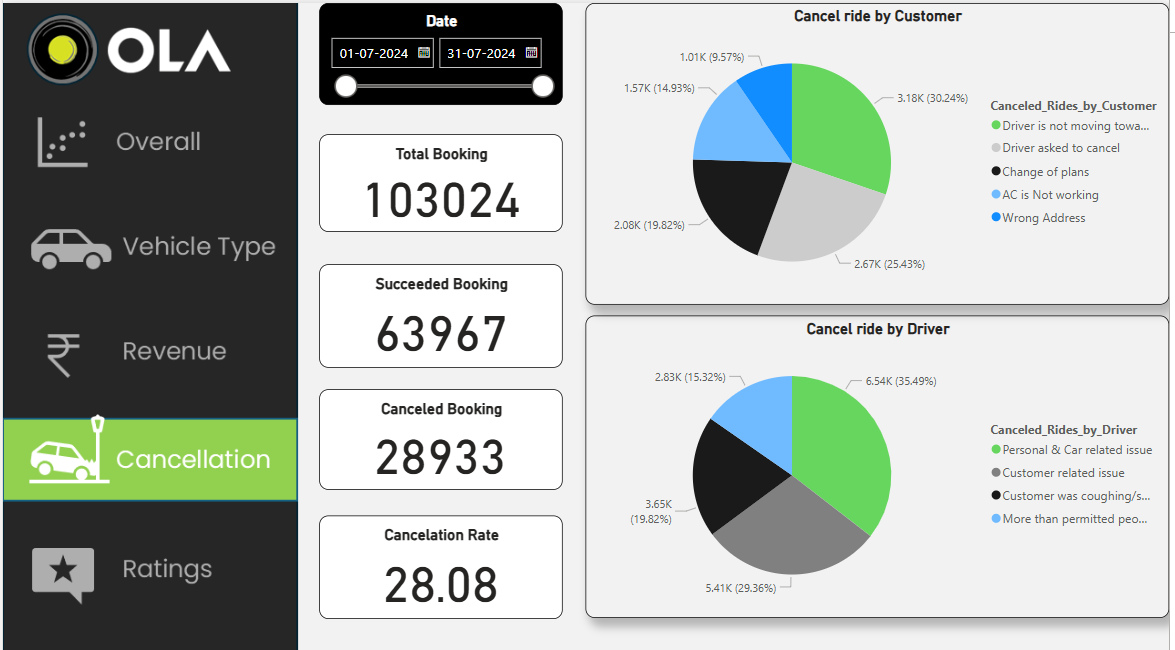 OLA
Overall
Vehicle Type
Revenue
Cancellation
Ratings
Date
01-07-2024
31-07-2024
Total Booking
103024
Succeeded Booking
63967
Canceled Booking
28933
Cancelation Rate
28.08
Cancel ride by Customer
1.01K (9.57%)
1.57K (14.93%)
3.18K (30.24%)
2.08K (19.82%)
2.67K (25.43%)
Canceled_Rides_by_Customer
Driver is not moving towa...
Driver asked to cancel
Change of plans
AC is Not working
Wrong Address
Cancel ride by Driver
2.83K (15.32%)
6.54K (35.49%)
3.65K
(19.82%)
5.41K (29.36%)
Canceled_Rides_by_Driver
Personal & Car related issue
Customer related issue
Customer was coughing/s...
More than permitted peo...